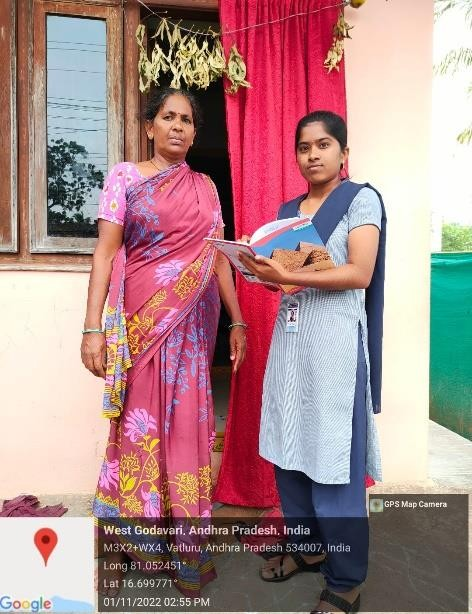 GPS Map Camera
West Godavari, Andhra Pradesh, India
M3X2+WX4, Vatluru, Andhra Pradesh 534007, India
Long 81.052451°
Lat 16.699771°
01/11/2022 02:55 PM
Google